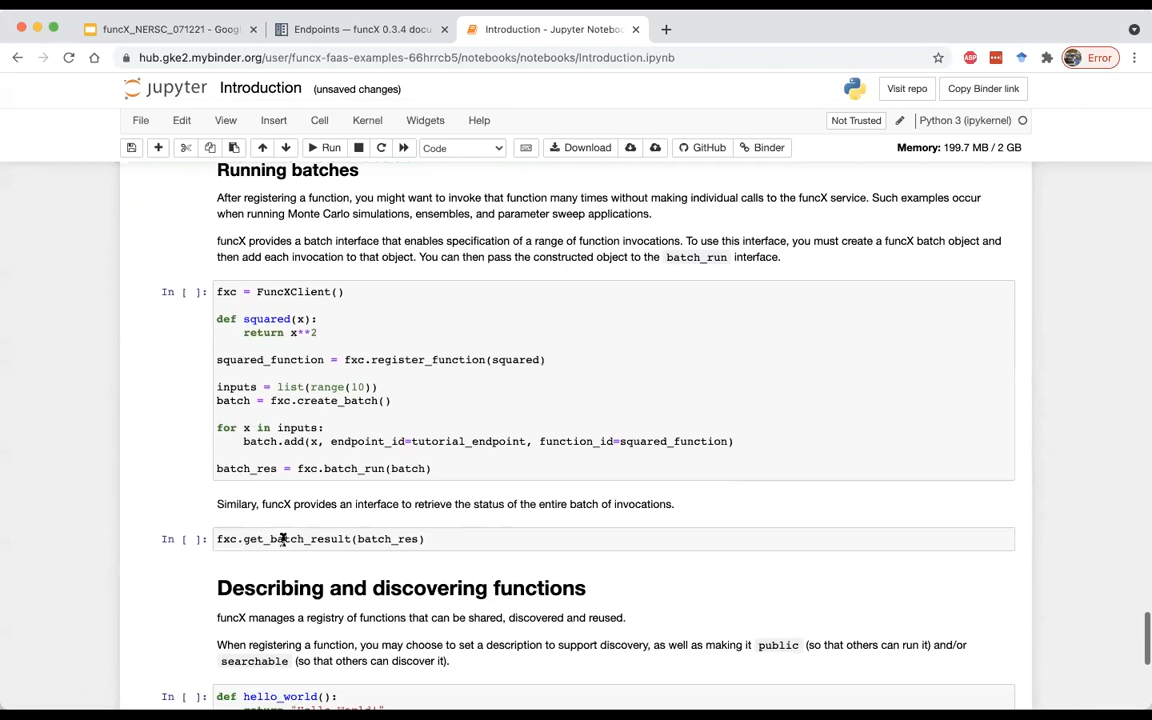 funcX_NERSC_071221 - Googl
Endpoints — funcX 0.3.4 docu
Introduction - Jupyter Notebo
hub.gke2.mybinder.org/user/funcx-faas-examples-66hrrcb5/notebooks/notebooks/Introduction.ipynb
ABP
Error
jupyter Introduction (unsaved changes)
Visit repo Copy Binder link
File Edit View Insert Cell Kernel Widgets Help
Not Trusted Python 3 (ipykernel)
Run Code Download GitHub Binder Memory: 199.7 MB / 2 GB
Running batches
After registering a function, you might want to invoke that function many times without making individual calls to the funcX service. Such examples occur
when running Monte Carlo simulations, ensembles, and parameter sweep applications.
funcX provides a batch interface that enables specification of a range of function invocations. To use this interface, you must create a funcX batch object and
then add each invocation to that object. You can then pass the constructed object to the batch_run interface.
In [ ]: fxc = FuncXClient()
def squared(x):
return x**2
squared_function = fxc.register_function(squared)
inputs = list(range(10))
batch = fxc.create_batch()
for x in inputs:
batch.add(x, endpoint_id=tutorial_endpoint, function_id=squared_function)
batch_res = fxc.batch_run(batch)
Similary, funcX provides an interface to retrieve the status of the entire batch of invocations.
In [ ]: fxc.get_batch_result(batch_res)
Describing and discovering functions
funcX manages a registry of functions that can be shared, discovered and reused.
When registering a function, you may choose to set a description to support discovery, as well as making it public (so that others can run it) and/or
searchable (so that others can discover it).
In [ ]: def hello_world():
return "Hello World!"